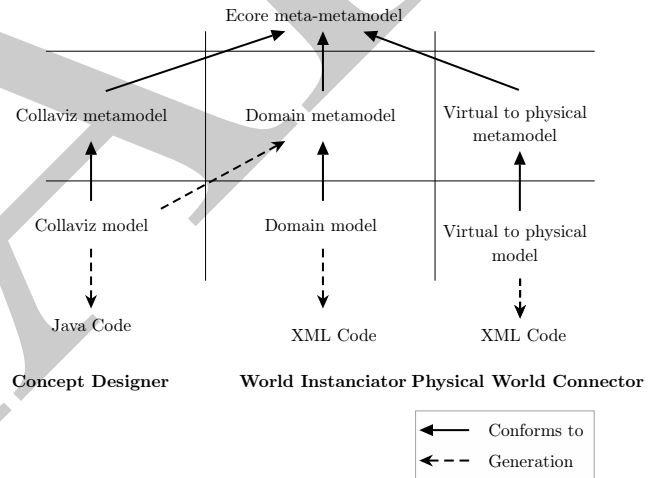 Ecore meta-metamodel
Collaviz metamodel
Domain metamodel
Virtual to physical
metamodel
Collaviz model
Domain model
Virtual to physical
model
Java Code
XML Code
XML Code
Concept Designer
World Instanciator
Physical World Connector
Conforms to
Generation